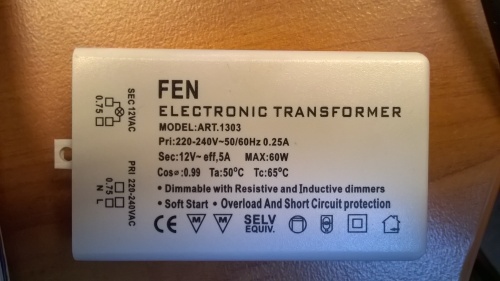 FEN
ELECTRONIC TRANSFORMER
MODEL:ART.1303
Pri:220-240V~50/60Hz 0.25A
Sec:12V~eff,5A MAX:60W
Cosø:0.99 Ta:50°C Tc:65°C
• Dimmable with Resistive and Inductive dimmers
• Soft Start • Overload And Short Circuit protection
CE M M SELV
EQUIV.
SEC 12VAC
0.75
PRI 220-240VAC
0.75
N L